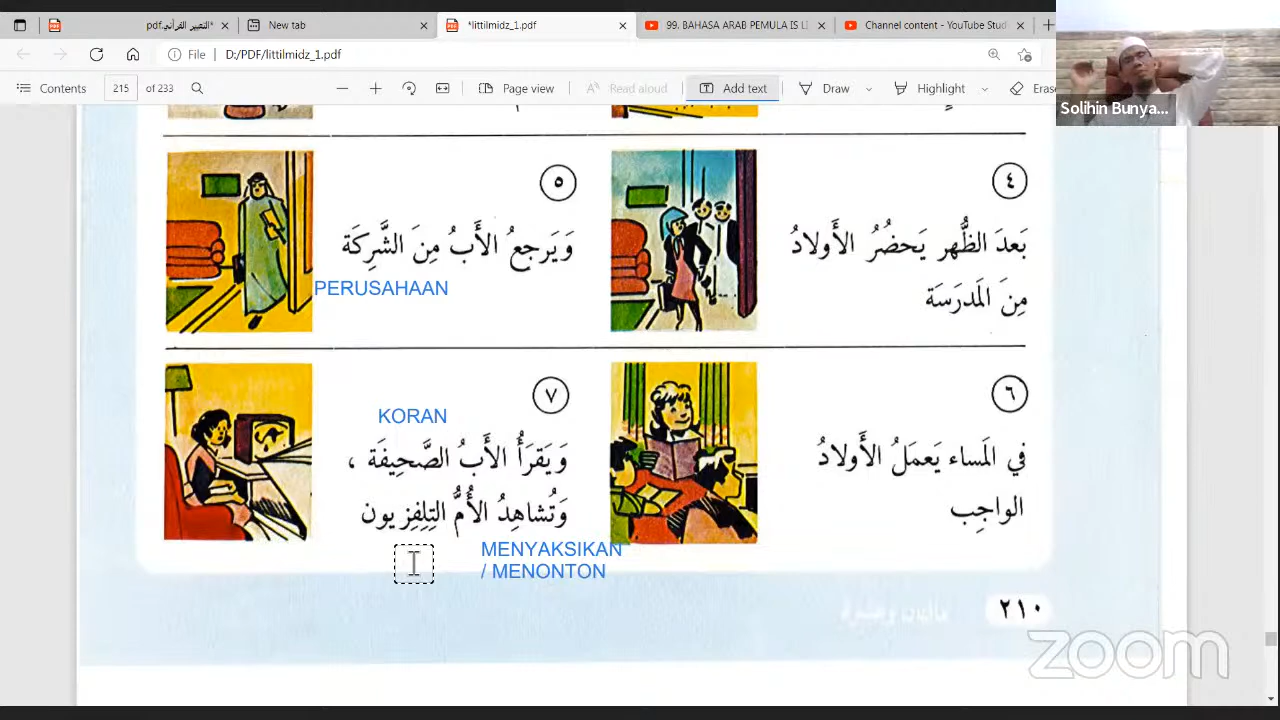 *التعبير القرآني.pdf
New tab
*littilmidz_1.pdf
99. BAHASA ARAB PEMULA IS LI
Channel content - YouTube Stud
File
D:/PDF/littilmidz_1.pdf
Contents
215
of 233
Page view
Read aloud
Add text
Draw
Highlight
Eras
Solihin Bunya...
٤
بَعدَ الظُّهر يَحضُرُ الأَولادُ
مِنَ المَدرَسَة
٥
وَيَرجعُ الأَبُ مِنَ الشَّرِكَة
PERUSAHAAN
٦
في المَساء يَعمَلُ الأَولادُ
الواجِب
٧
KORAN
وَيَقرَأُ الأَبُ الصَّحِيفَة ،
وَتُشاهِدُ الأُمُّ التِلِفِزيون
MENYAKSIKAN
/ MENONTON
٢١٠
zoom